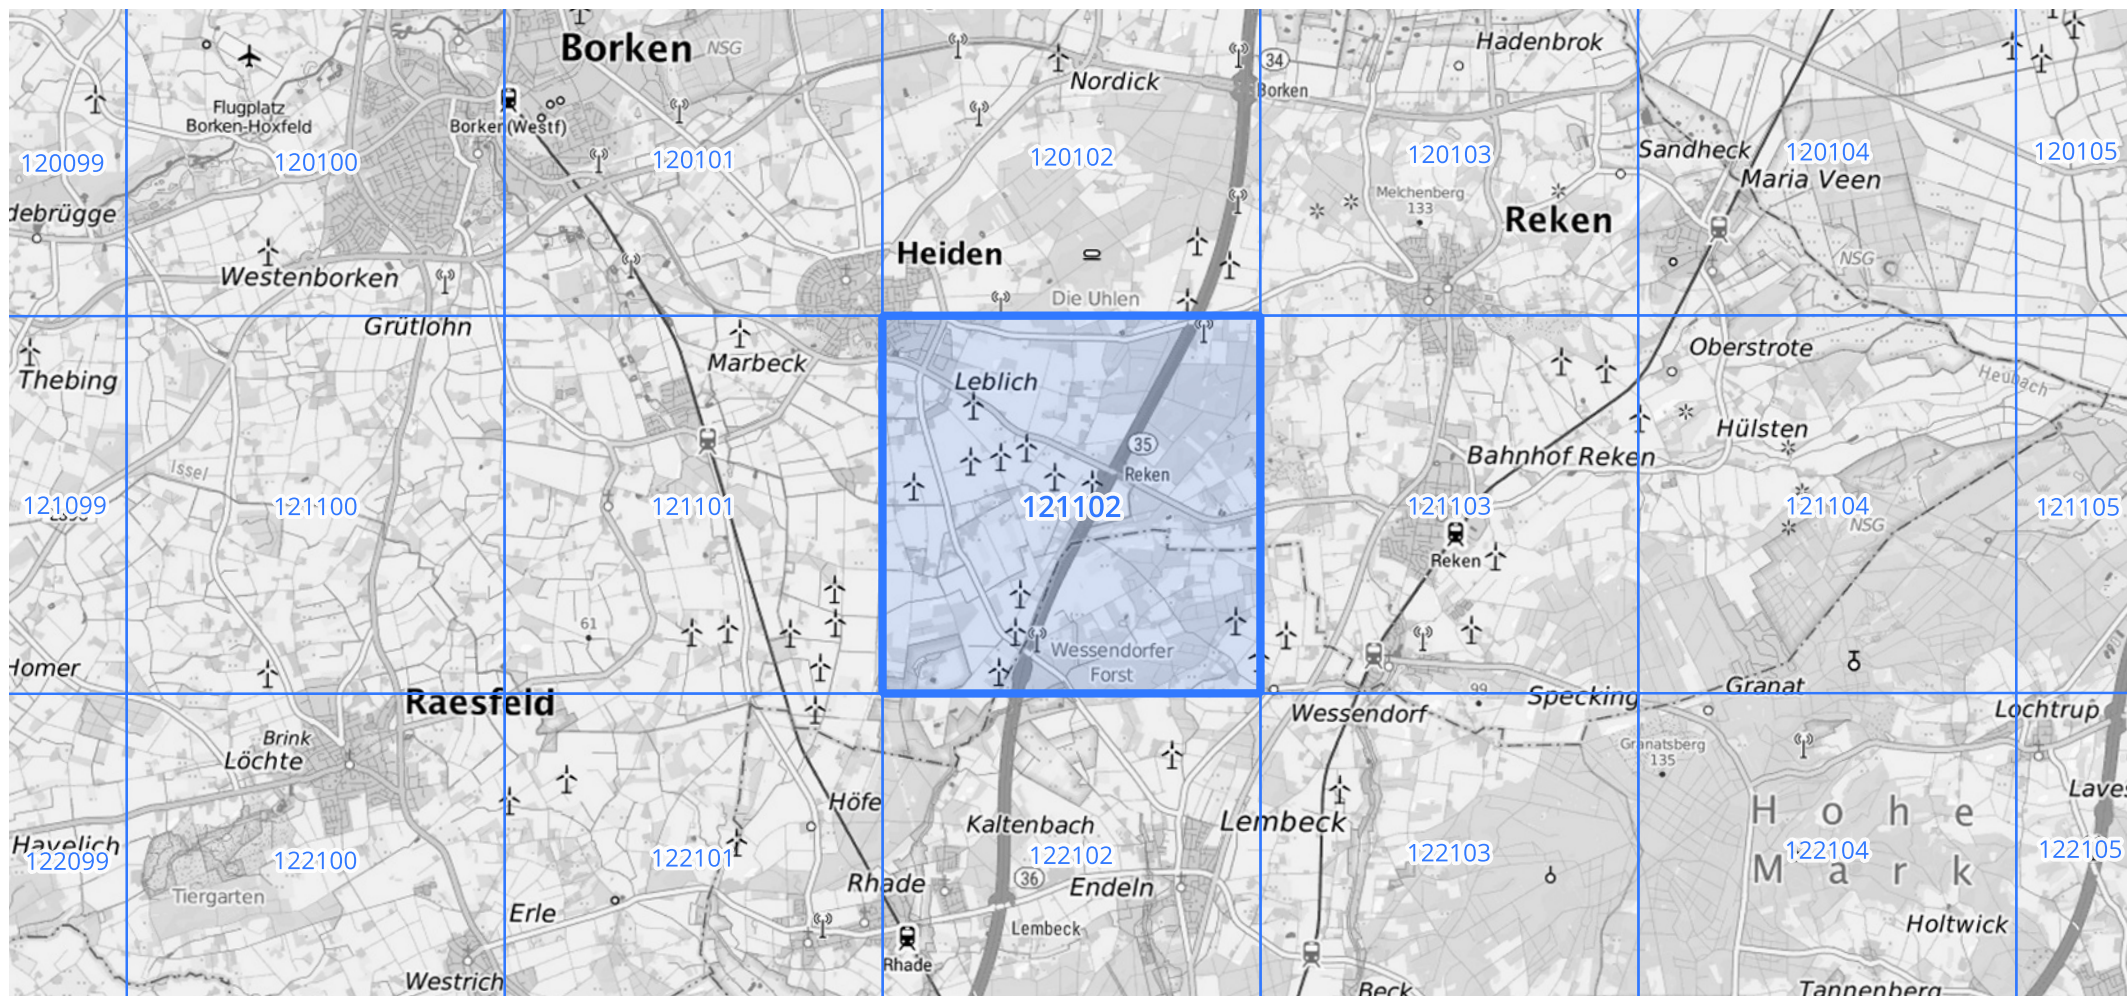 Borken
NSG
Hadenbrok
34
Nordick
Borken
Flugplatz
Borken-Hoxfeld
Borken (Westf)
120099
120100
120101
120102
120103
120104
120105
Sandheck
Maria Veen
Melchenberg
133
debrügge
Reken
Heiden
NSG
Westenborken
Die Uhlen
Grütlohn
Marbeck
Oberstrote
Thebing
Leblich
Heubach
Hülsten
35
Bahnhof Reken
Issel
Reken
121099
121100
121101
121102
121103
121104
121105
NSG
Reken
61
Wessendorfer
Forst
Homer
Granat
99
Specking
Raesfeld
Wessendorf
Lochtrup
Brink
Löchte
Granatsberg
135
Laves
Höfe
Hohe
Mark
Kaltenbach
Lembeck
Havelich
122099
122100
122101
122102
122103
122104
122105
36
Rhade
Endeln
Tiergarten
Erle
Lembeck
Holtwick
Rhade
Westrich
Beck
Tannenberg